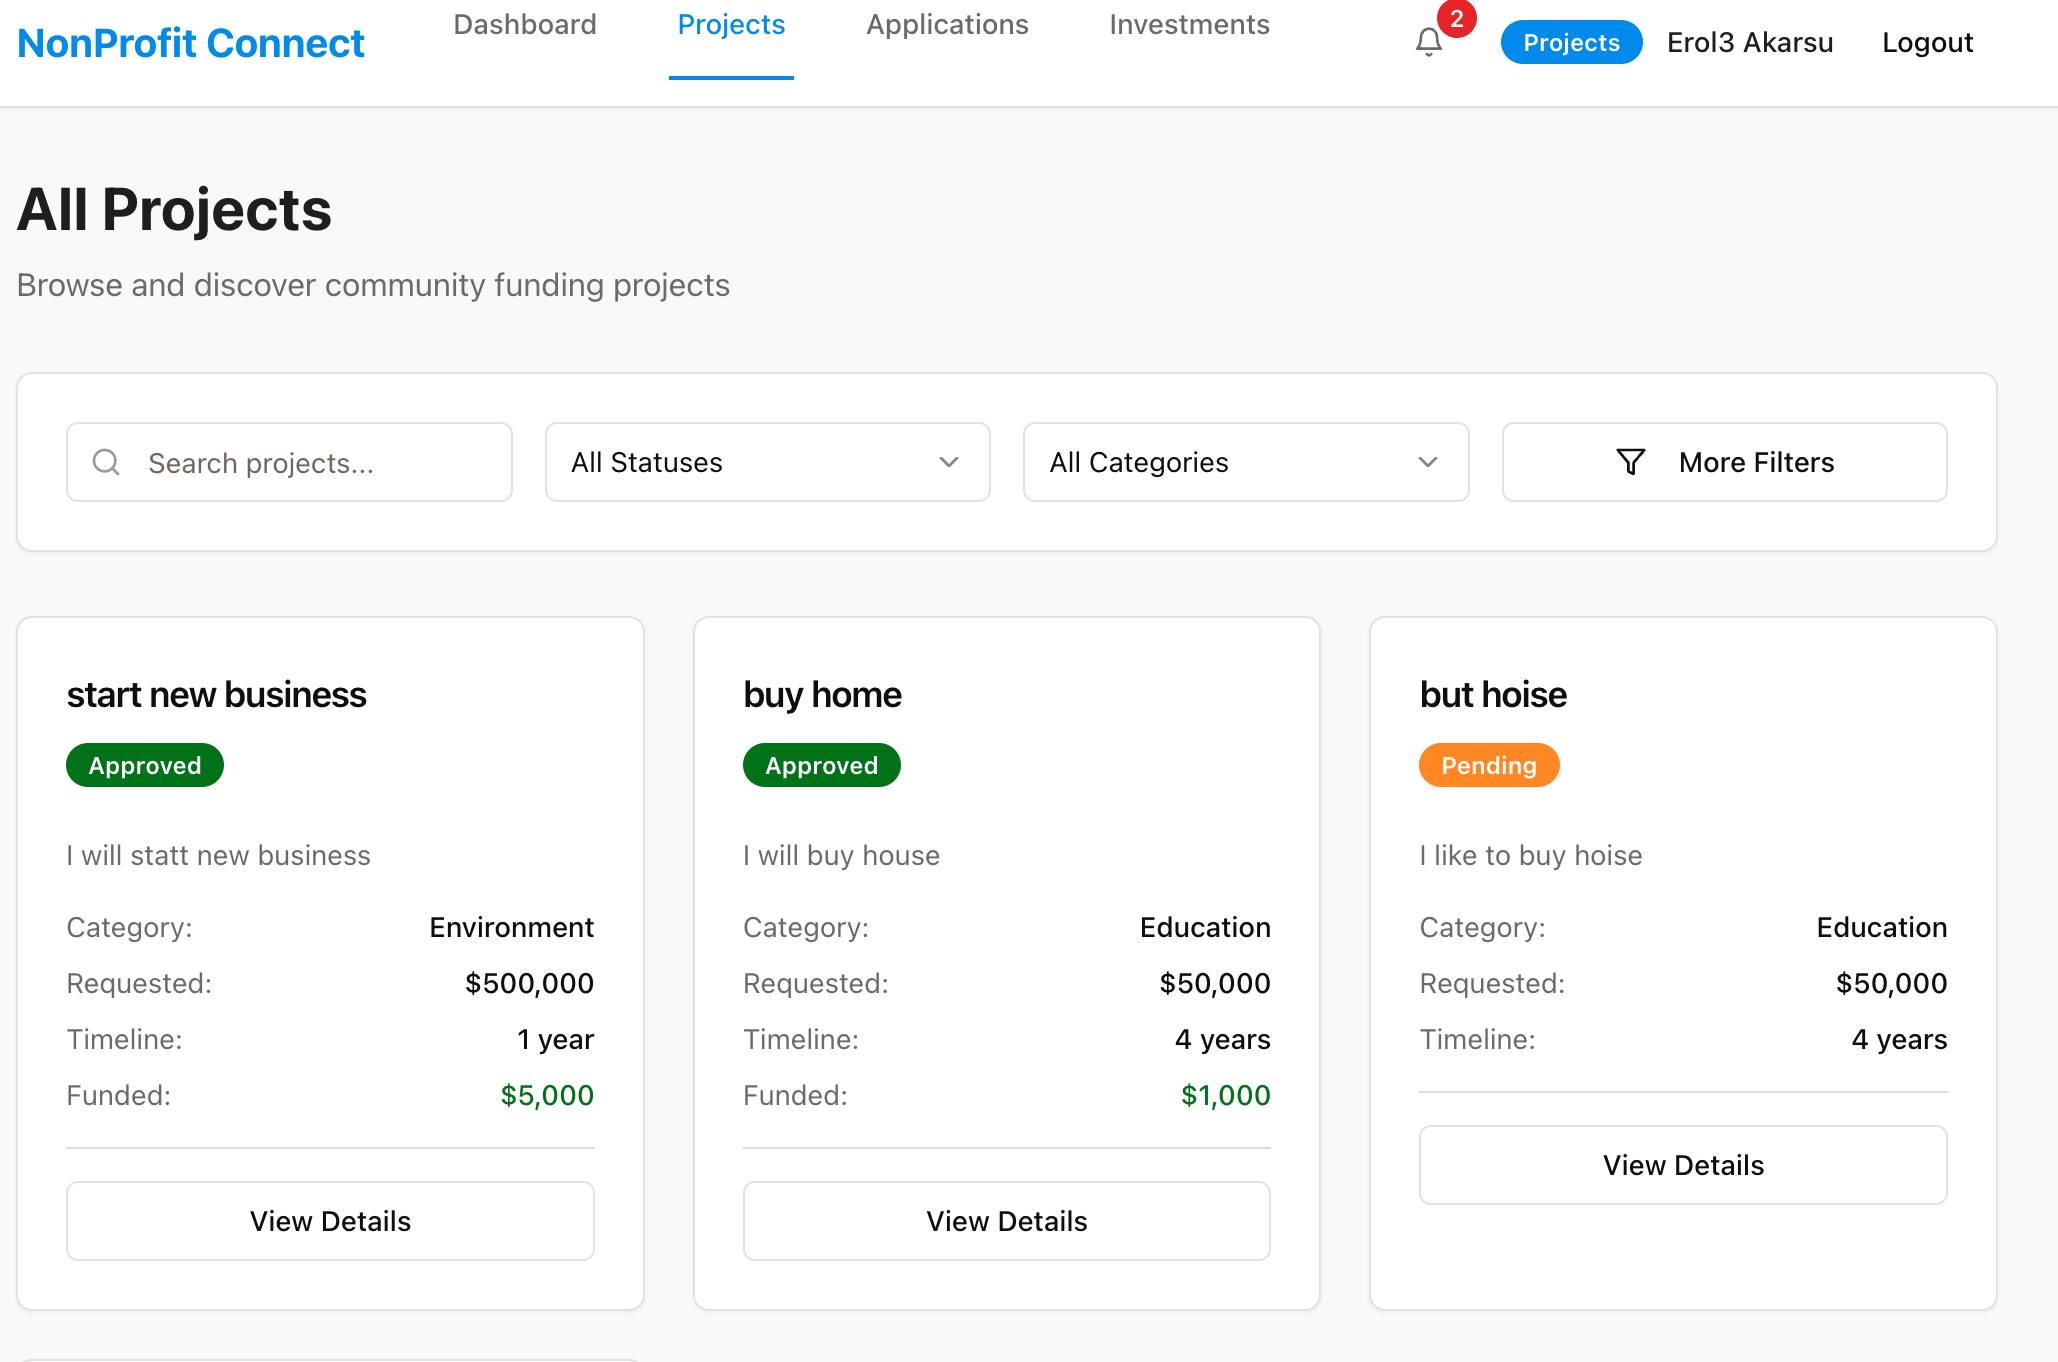 NonProfit Connect
Dashboard
Projects
Applications
Investments
2
Projects
Erol3 Akarsu
Logout
All Projects
Browse and discover community funding projects
Search projects...
All Statuses
All Categories
More Filters
start new business
Approved
I will statt new business
Category: Environment
Requested: $500,000
Timeline: 1 year
Funded: $5,000
View Details
buy home
Approved
I will buy house
Category: Education
Requested: $50,000
Timeline: 4 years
Funded: $1,000
View Details
but hoise
Pending
I like to buy hoise
Category: Education
Requested: $50,000
Timeline: 4 years
View Details